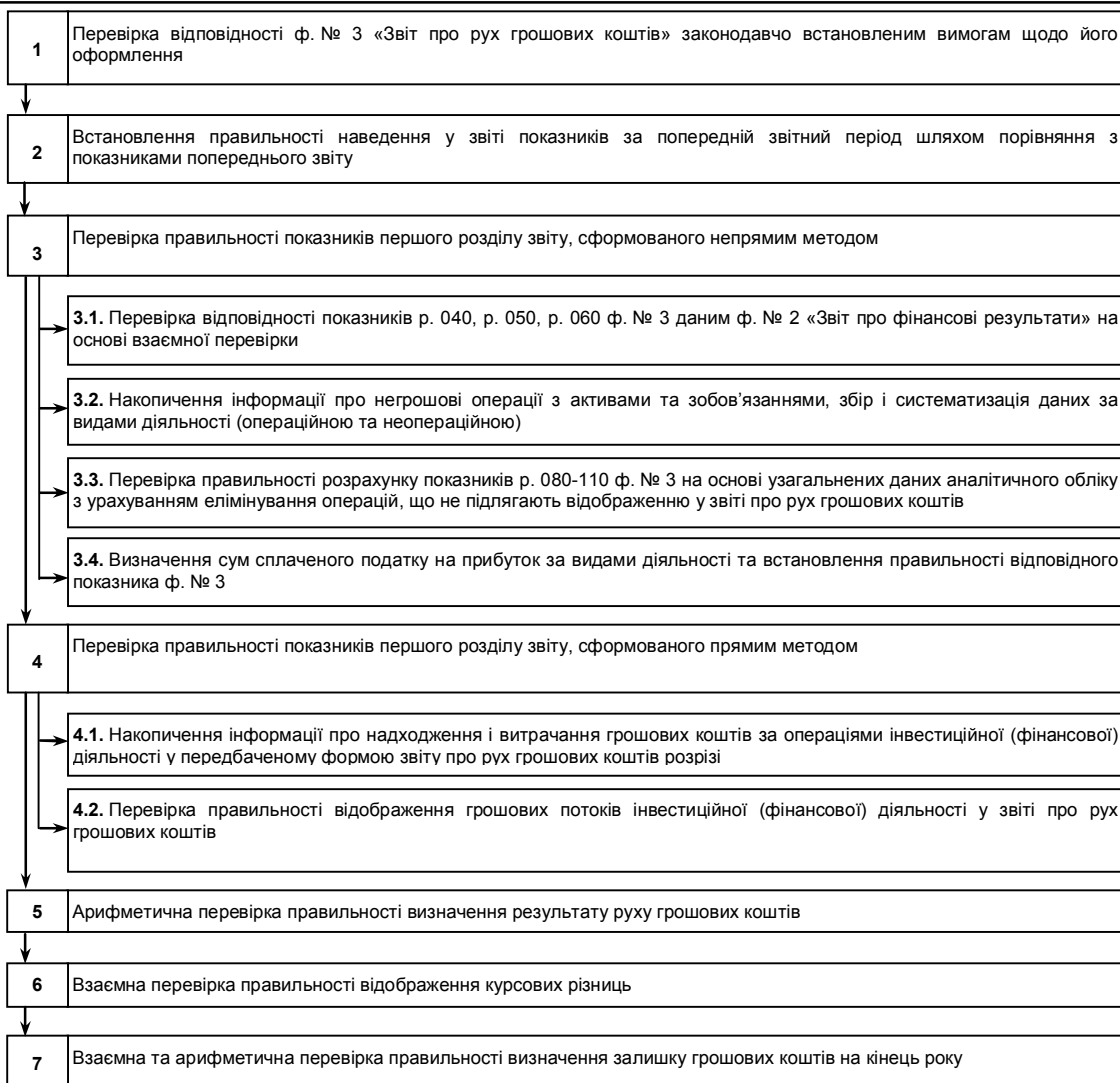 1
Перевірка відповідності ф. № 3 «Звіт про рух грошових коштів» законодавчо встановленим вимогам щодо його
оформлення
2
Встановлення правильності наведення у звіті показників за попередній звітний період шляхом порівняння з
показниками попереднього звіту
3
Перевірка правильності показників першого розділу звіту, сформованого непрямим методом
3.1. Перевірка відповідності показників р. 040, р. 050, р. 060 ф. № 3 даним ф. № 2 «Звіт про фінансові результати» на
основі взаємної перевірки
3.2. Накопичення інформації про негрошові операції з активами та зобов’язаннями, збір і систематизація даних за
видами діяльності (операційною та неопераційною)
3.3. Перевірка правильності розрахунку показників р. 080-110 ф. № 3 на основі узагальнених даних аналітичного обліку
з урахуванням елімінування операцій, що не підлягають відображенню у звіті про рух грошових коштів
3.4. Визначення сум сплаченого податку на прибуток за видами діяльності та встановлення правильності відповідного
показника ф. № 3
4
Перевірка правильності показників першого розділу звіту, сформованого прямим методом
4.1. Накопичення інформації про надходження і витрачання грошових коштів за операціями інвестиційної (фінансової)
діяльності у передбаченому формою звіту про рух грошових коштів розрізі
4.2. Перевірка правильності відображення грошових потоків інвестиційної (фінансової) діяльності у звіті про рух
грошових коштів
5
Арифметична перевірка правильності визначення результату руху грошових коштів
6
Взаємна перевірка правильності відображення курсових різниць
7
Взаємна та арифметична перевірка правильності визначення залишку грошових коштів на кінець року